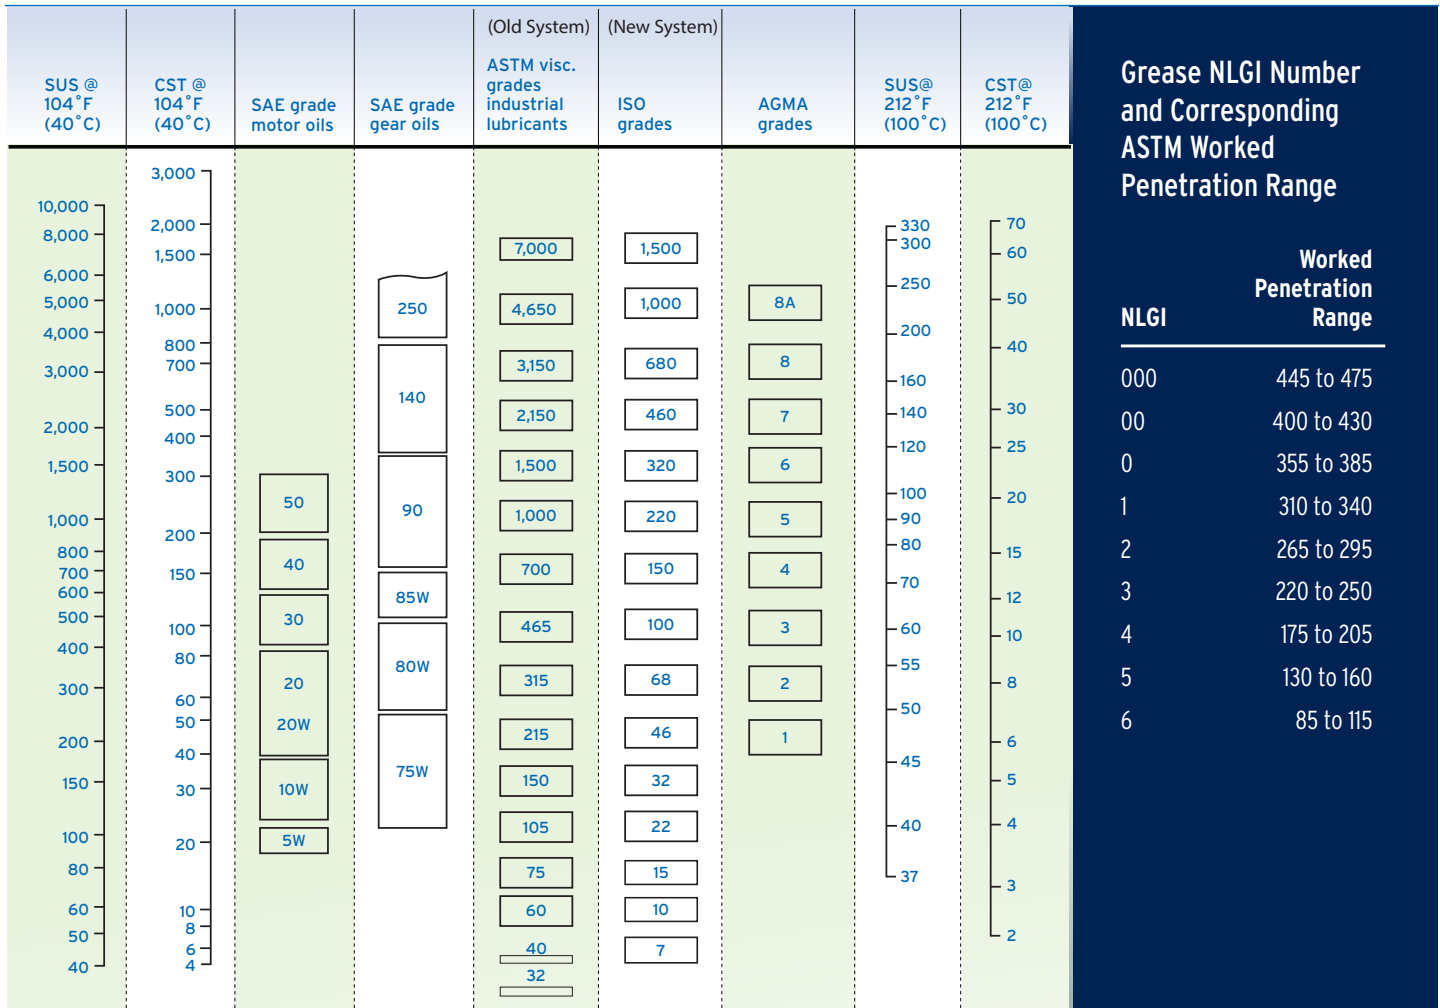 (Old System)
(New System)
SUS @
104°F
(40°C)
CST @
104°F
(40°C)
SAE grade
motor oils
SAE grade
gear oils
ASTM visc.
grades
industrial
lubricants
ISO
grades
AGMA
grades
SUS@
212°F
(100°C)
CST@
212°F
(100°C)
10,000
8,000
6,000
5,000
4,000
3,000
2,000
1,500
1,000
800
700
600
500
400
300
200
150
100
80
60
50
40
3,000
2,000
1,500
1,000
800
700
500
400
300
200
150
100
80
60
50
40
30
20
10
8
6
4
50
40
30
20
20W
10W
5W
250
140
90
85W
80W
75W
7,000
4,650
3,150
2,150
1,500
1,000
700
465
315
215
150
105
75
60
40
32
1,500
1,000
680
460
320
220
150
100
68
46
32
22
15
10
7
8A
8
7
6
5
4
3
2
1
330
300
250
200
160
140
120
100
90
80
70
60
55
50
45
40
37
70
60
50
40
30
25
20
15
12
10
8
6
5
4
3
2
Grease NLGI Number
and Corresponding
ASTM Worked
Penetration Range
Worked
Penetration
NLGI Range
000 445 to 475
00 400 to 430
0 355 to 385
1 310 to 340
2 265 to 295
3 220 to 250
4 175 to 205
5 130 to 160
6 85 to 115